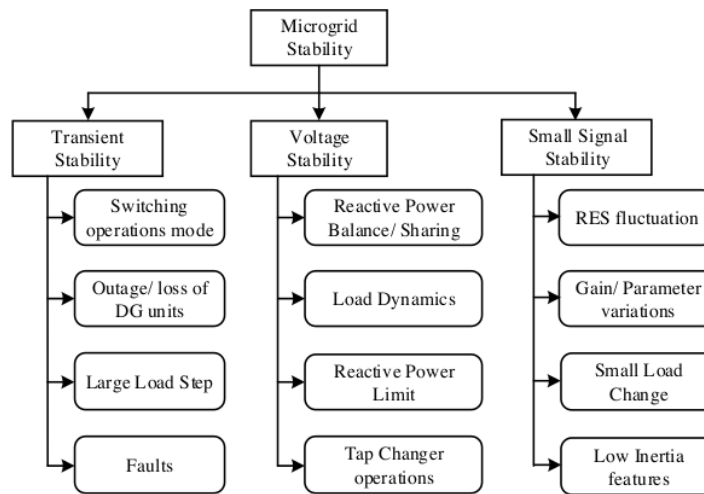 Microgrid
Stability
Transient
Stability
Switching
operations mode
Outage/ loss of
DG units
Large Load Step
Faults
Voltage
Stability
Reactive Power
Balance/ Sharing
Load Dynamics
Reactive Power
Limit
Tap Changer
operations
Small Signal
Stability
RES fluctuation
Gain/ Parameter
variations
Small Load
Change
Low Inertia
features